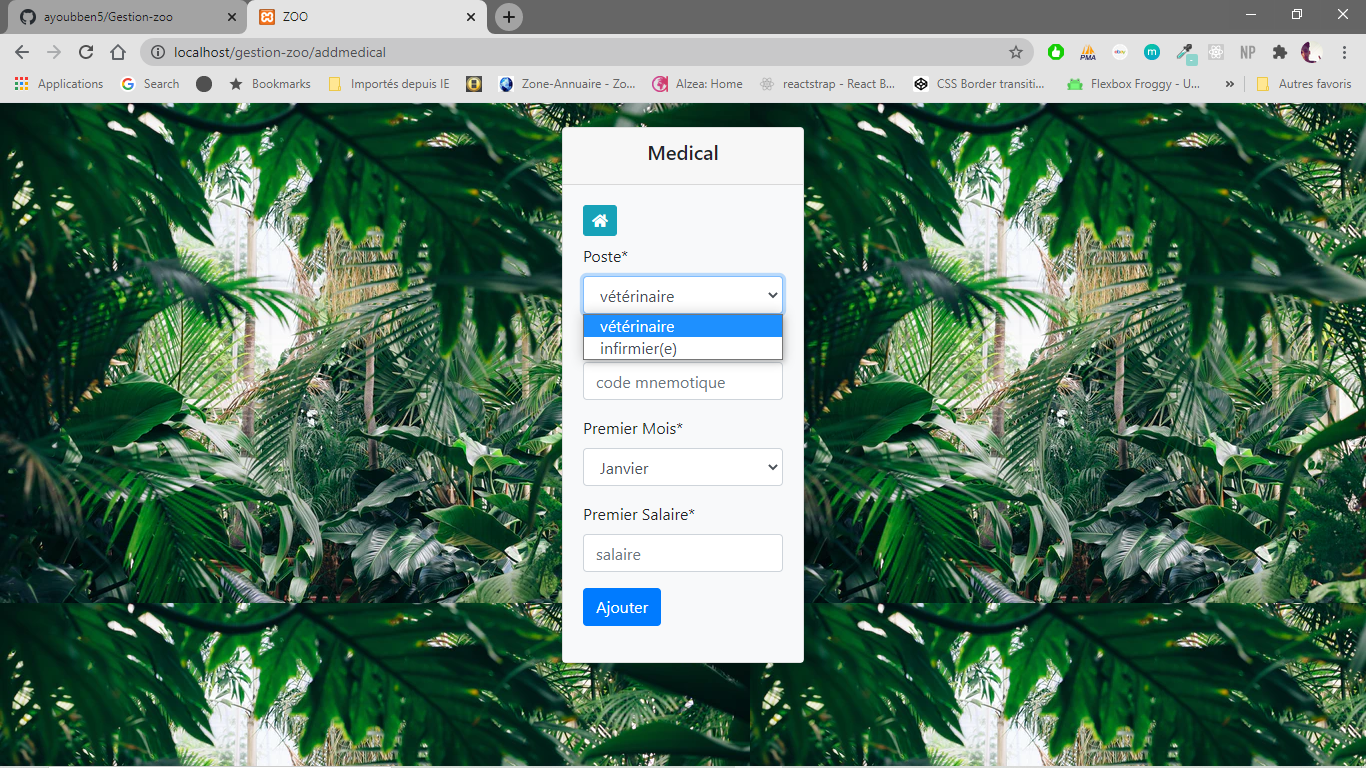 ayoubben5/Gestion-zoo
ZOO
localhost/gestion-zoo/addmedical
PMA
ebay
m
NP
Applications
Search
Bookmarks
Importés depuis IE
Zone-Annuaire - Zo...
Alzea: Home
reactstrap - React B...
CSS Border transiti...
Flexbox Froggy - U...
»
Autres favoris
Medical
Poste*
vétérinaire
vétérinaire
infirmier(e)
code mnemotique
Premier Mois*
Janvier
Premier Salaire*
salaire
Ajouter